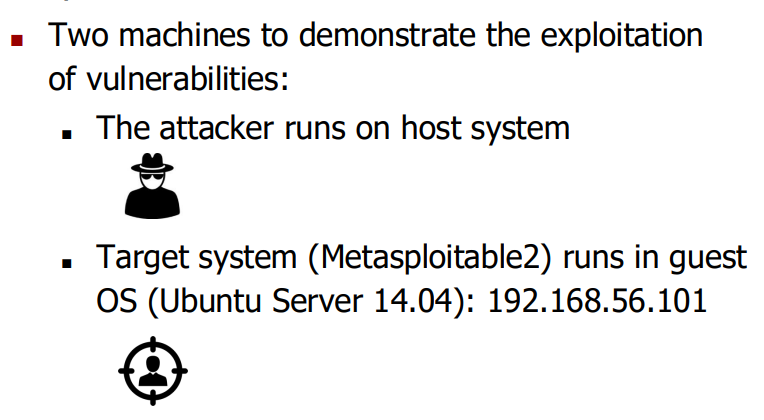 Two machines to demonstrate the exploitation
of vulnerabilities:
The attacker runs on host system
Target system (Metasploitable2) runs in guest
OS (Ubuntu Server 14.04): 192.168.56.101